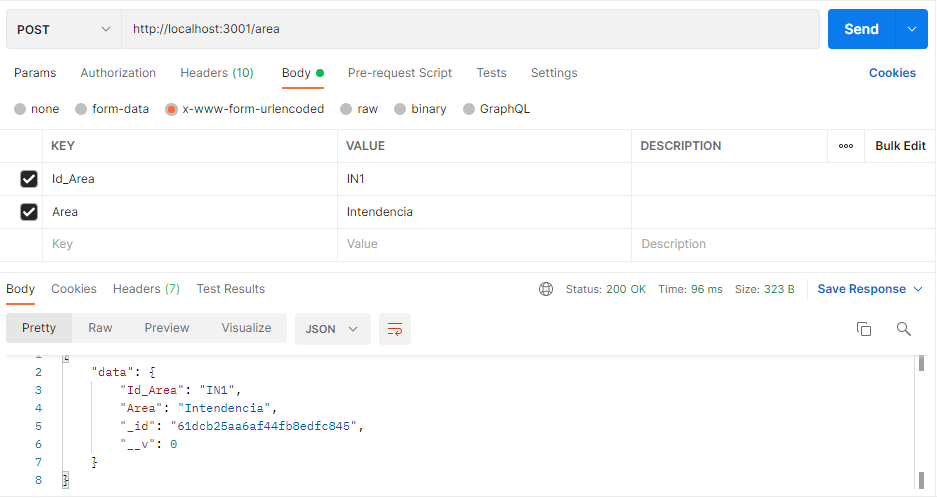 POST http://localhost:3001/area Send
Params Authorization Headers (10) Body Pre-request Script Tests Settings Cookies
none form-data x-www-form-urlencoded raw binary GraphQL
KEY VALUE DESCRIPTION ooo Bulk Edit
Id_Area IN1
Area Intendencia
Key Value Description
Body Cookies Headers (7) Test Results Status: 200 OK Time: 96 ms Size: 323 B Save Response
Pretty Raw Preview Visualize JSON
1 {
2 "data": {
3 "Id_Area": "IN1",
4 "Area": "Intendencia",
5 "_id": "61dcb25aa6af44fb8edfc845",
6 "__v": 0
7 }
8 }